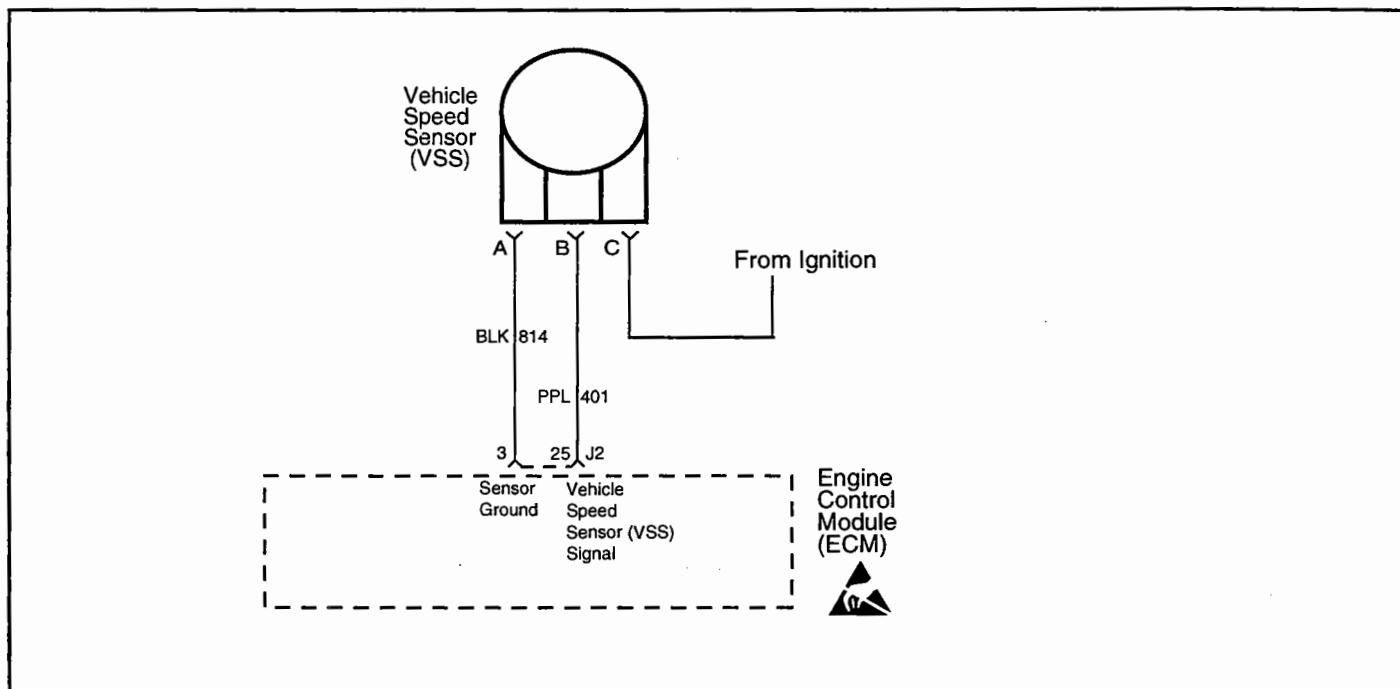 Vehicle
Speed
Sensor
(VSS)
A
B
C
From Ignition
BLK 814
PPL 401
3
25 J2
Sensor
Ground
Vehicle
Speed
Sensor (VSS)
Signal
Engine
Control
Module
(ECM)